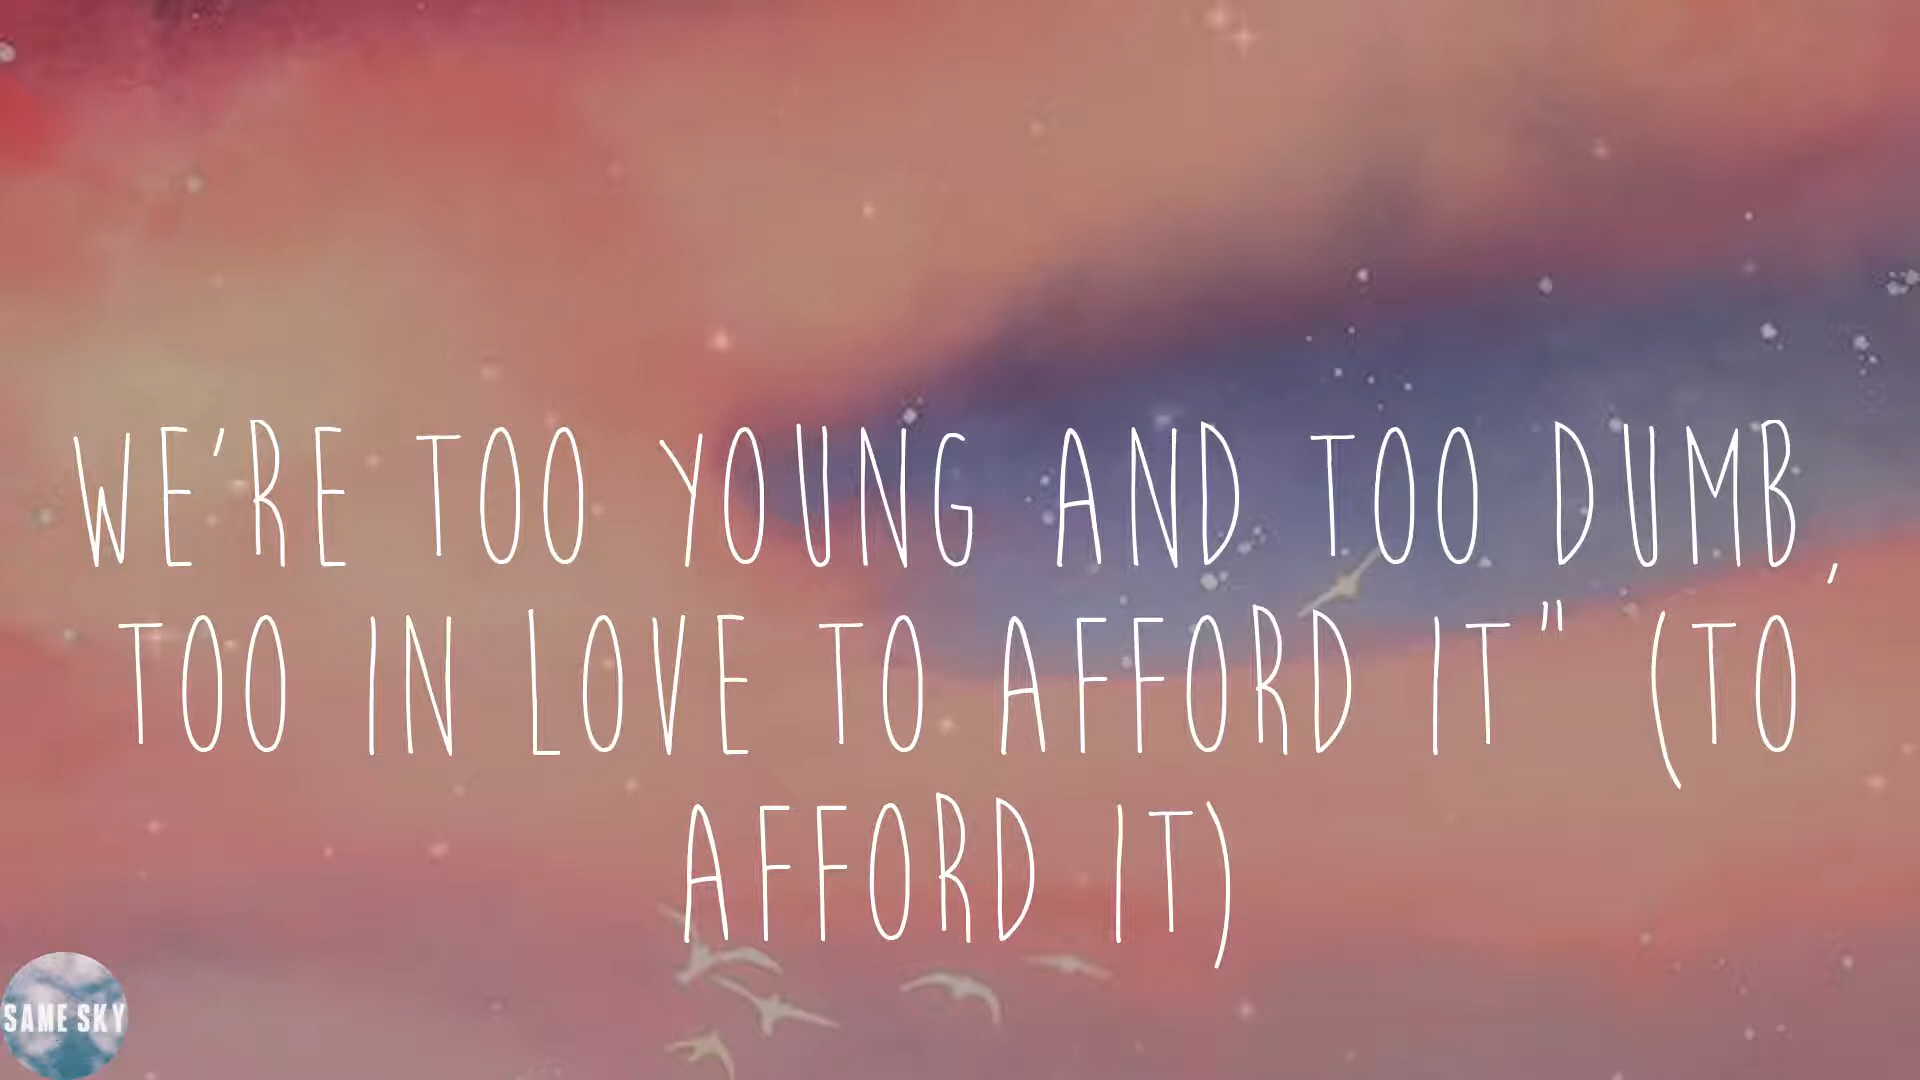 WE'RE TOO YOUNG AND TOO DUMB,
TOO IN LOVE TO AFFORD IT" (TO
AFFORD IT)
SAME SKY